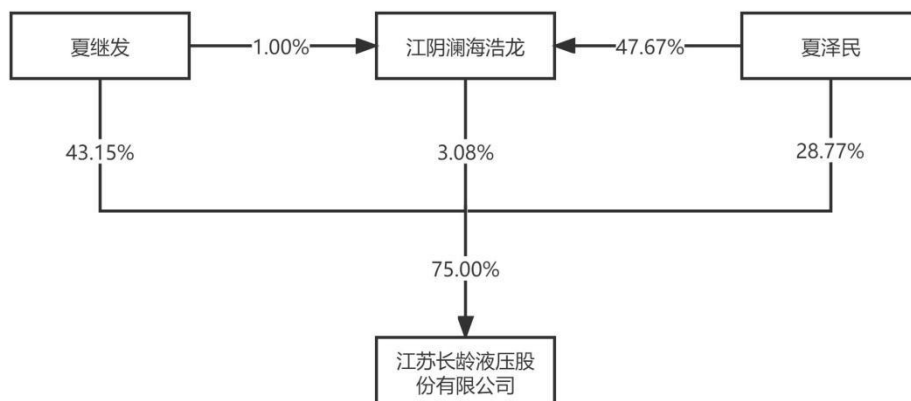 夏继发
1.00%
江阴澜海浩龙
47.67%
夏泽民
43.15%
3.08%
28.77%
75.00%
江苏长龄液压股
份有限公司